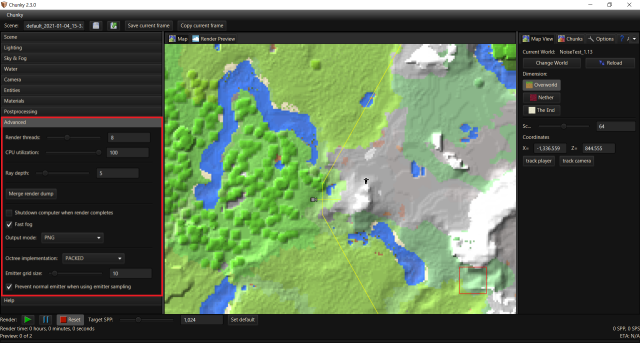 Chunky 2.3.0
Chunky
Scene: default_2021-01-04_15-3 Save current frame Copy current frame
Scene
Lighting
Sky & Fog
Water
Camera
Entities
Materials
Postprocessing
Advanced
Render threads: 8
CPU utilization: 100
Ray depth: 5
Merge render dump
Shutdown computer when render completes
Fast fog
Output mode: PNG
Octree implementation: PACKED
Emitter grid size: 10
Prevent normal emitter when using emitter sampling
Help
Map Render Preview
Map View Chunks Options ?
Current World: NoiseTest_1.13
Change World Reload
Dimension:
Overworld
Nether
The End
Sc... 64
Coordinates
X= -1,336.559 Z= 844.555
track player track camera
Render: Reset Target SPP: 1,024 Set default
Render time: 0 hours, 0 minutes, 0 seconds
Preview: 0 of 2
0 SPP, 0 SPS
ETA: N/A